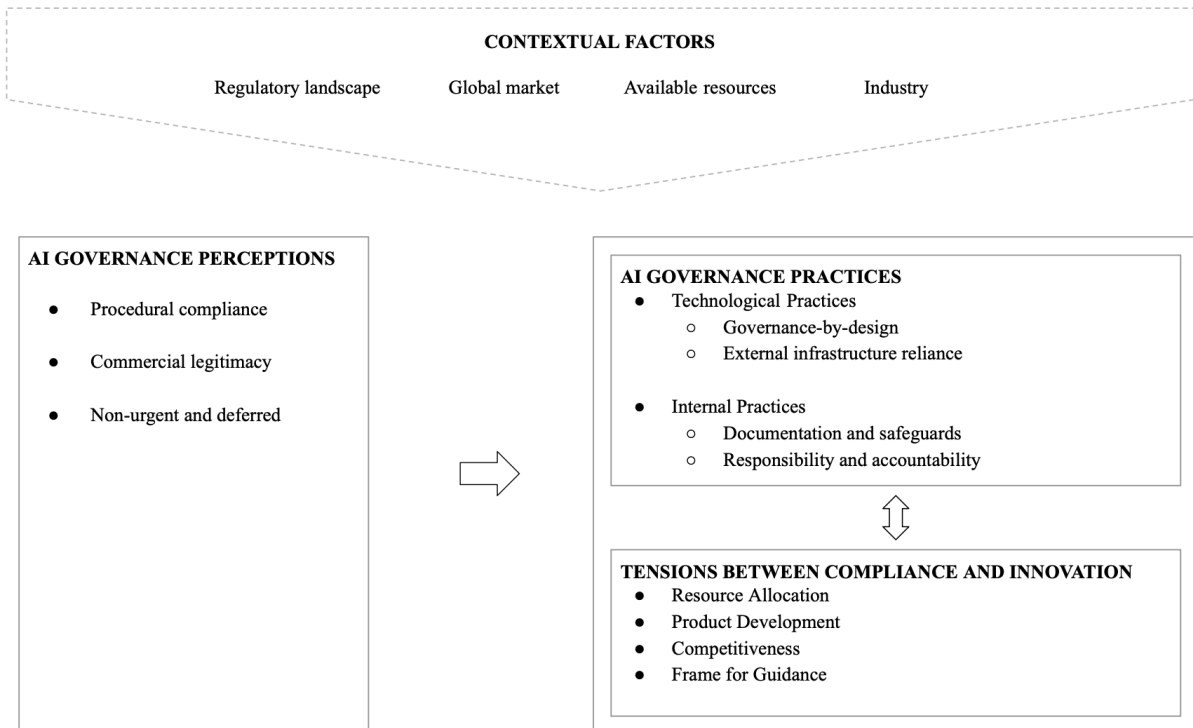 CONTEXTUAL FACTORS
Regulatory landscape Global market Available resources Industry
AI GOVERNANCE PERCEPTIONS
● Procedural compliance
● Commercial legitimacy
● Non-urgent and deferred
AI GOVERNANCE PRACTICES
● Technological Practices
○ Governance-by-design
○ External infrastructure reliance
● Internal Practices
○ Documentation and safeguards
○ Responsibility and accountability
TENSIONS BETWEEN COMPLIANCE AND INNOVATION
● Resource Allocation
● Product Development
● Competitiveness
● Frame for Guidance